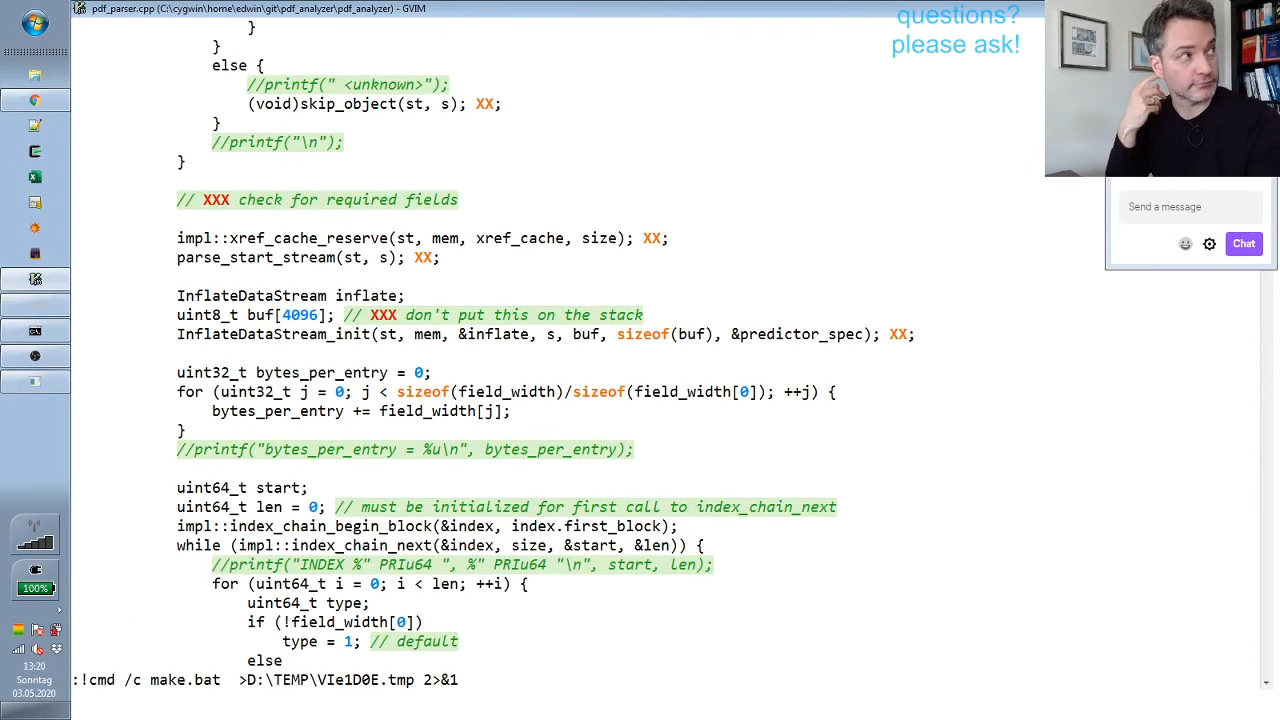 pdf_parser.cpp (C:\cygwin\home\edwin\git\pdf_analyzer\pdf_analyzer) - GVIM
questions?
please ask!
}
}
else {
//printf(" <unknown>");
(void)skip_object(st, s); XX;
}
//printf("\n");
}
// XXX check for required fields
impl::xref_cache_reserve(st, mem, xref_cache, size); XX;
parse_start_stream(st, s); XX;
InflateDataStream inflate;
uint8_t buf[4096]; // XXX don't put this on the stack
InflateDataStream_init(st, mem, &inflate, s, buf, sizeof(buf), &predictor_spec); XX;
uint32_t bytes_per_entry = 0;
for (uint32_t j = 0; j < sizeof(field_width)/sizeof(field_width[0]); ++j) {
bytes_per_entry += field_width[j];
}
//printf("bytes_per_entry = %u\n", bytes_per_entry);
uint64_t start;
uint64_t len = 0; // must be initialized for first call to index_chain_next
impl::index_chain_begin_block(&index, index.first_block);
while (impl::index_chain_next(&index, size, &start, &len)) {
//printf("INDEX %" PRIu64 ", %" PRIu64 "\n", start, len);
for (uint64_t i = 0; i < len; ++i) {
uint64_t type;
if (!field_width[0])
type = 1; // default
else
:!cmd /c make.bat  >D:\TEMP\VIe1D0E.tmp 2>&1
Send a message
Chat
100%
13:20
Sonntag
03.05.2020